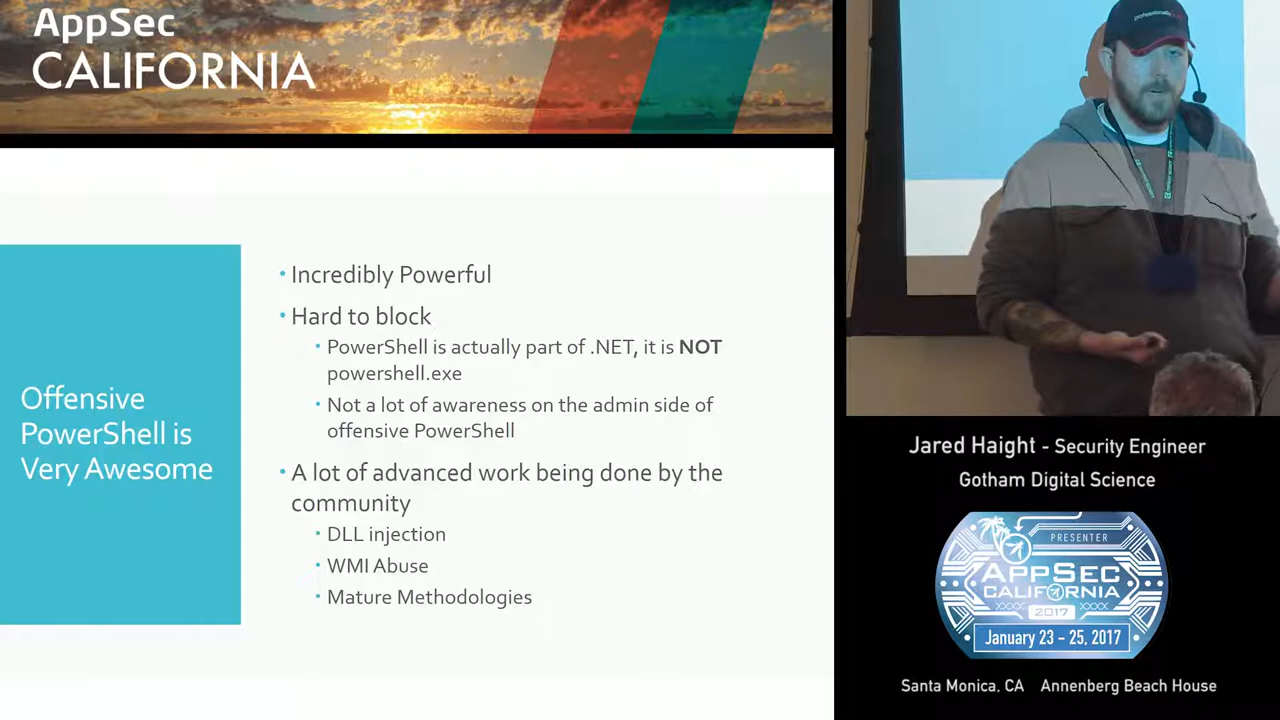 AppSec
CALIFORNIA
professionally
Offensive
PowerShell is
Very Awesome
• Incredibly Powerful
• Hard to block
• PowerShell is actually part of .NET, it is NOT
powershell.exe
• Not a lot of awareness on the admin side of
offensive PowerShell
• A lot of advanced work being done by the
community
• DLL injection
• WMI Abuse
• Mature Methodologies
Jared Haight - Security Engineer
Gotham Digital Science
PRESENTER
APPSEC
CALIFORNIA
2017
January 23 - 25, 2017
Santa Monica, CA Annenberg Beach House